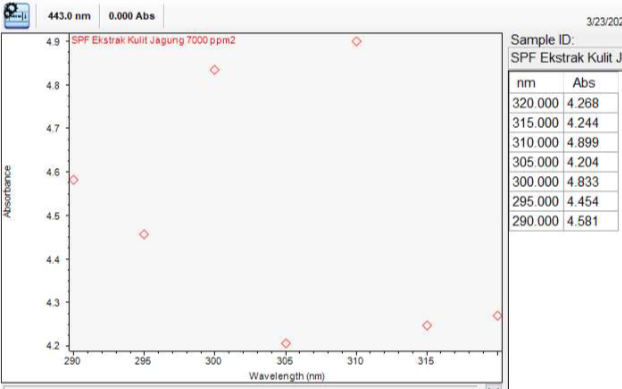 443.0 nm 0.000 Abs
3/23/202
SPF Ekstrak Kulit Jagung 7000 ppm2
4.9
4.8
4.7
4.6
4.5
4.4
4.3
4.2
Absorbance
290 295 300 305 310 315
Wavelength (nm)
Sample ID:
SPF Ekstrak Kulit J
nm Abs
320.000 4.268
315.000 4.244
310.000 4.899
305.000 4.204
300.000 4.833
295.000 4.454
290.000 4.581